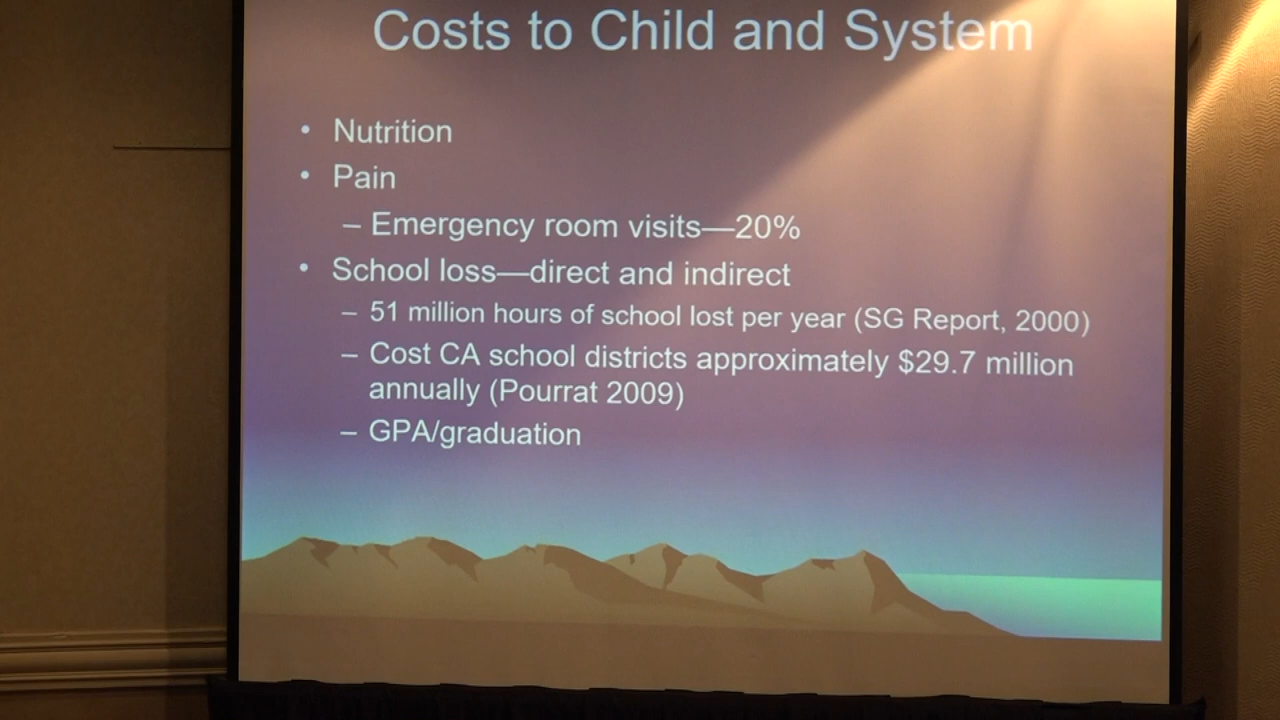 Costs to Child and System
• Nutrition
• Pain
– Emergency room visits—20%
• School loss—direct and indirect
– 51 million hours of school lost per year (SG Report, 2000)
– Cost CA school districts approximately $29.7 million
annually (Pourrat 2009)
– GPA/graduation